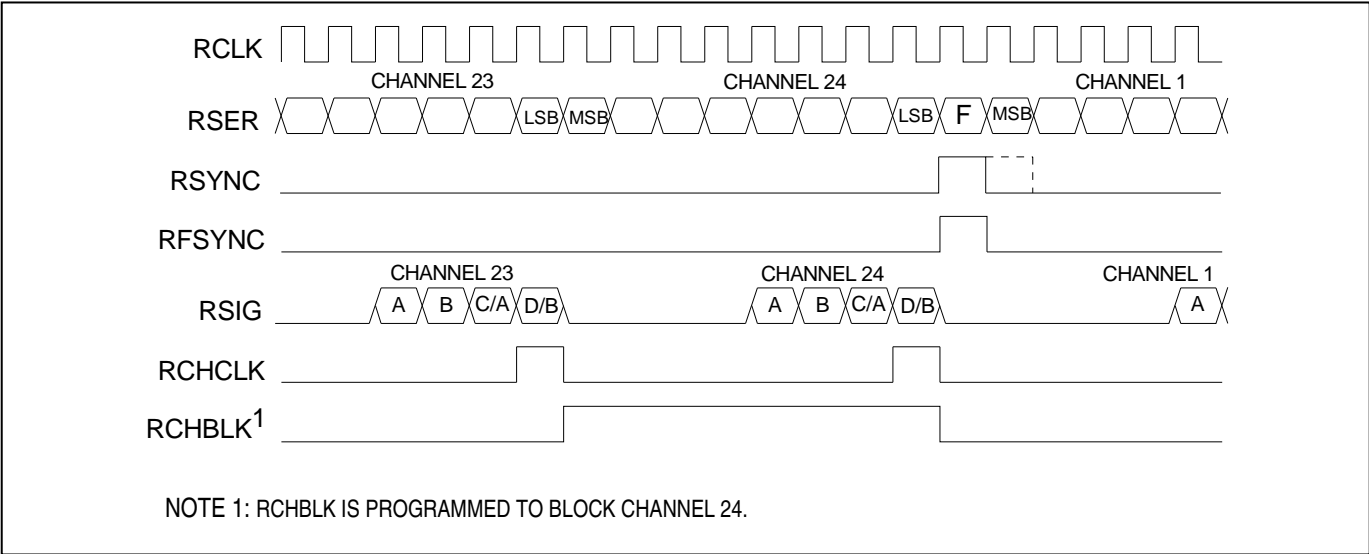 RCLK
CHANNEL 23 CHANNEL 24 CHANNEL 1
RSER LSB MSB LSB F MSB
RSYNC
RFSYNC
CHANNEL 23 CHANNEL 24 CHANNEL 1
RSIG A B C/A D/B A B C/A D/B A
RCHCLK
RCHBLK1
NOTE 1: RCHBLK IS PROGRAMMED TO BLOCK CHANNEL 24.